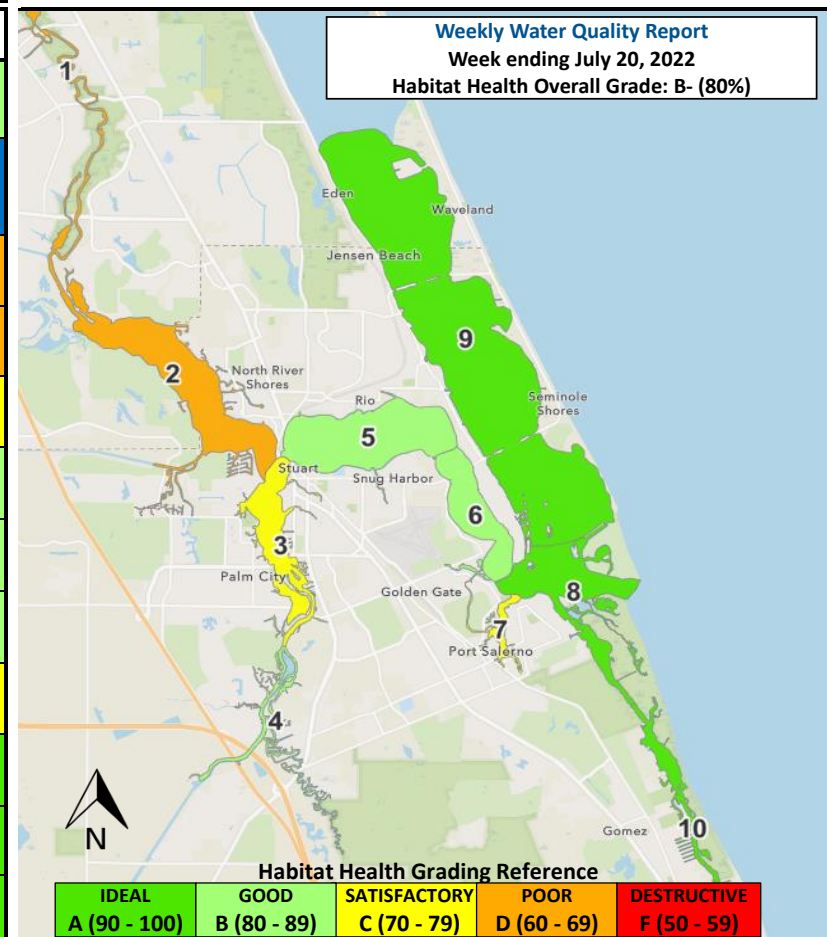 Weekly Water Quality Report
Week ending July 20, 2022
Habitat Health Overall Grade: B- (80%)
1
Eden
Waveland
Jensen Beach
9
2
North River
Shores
Rio
Seminole
Shores
5
Stuart
Snug Harbor
6
3
Palm City
Golden Gate
8
7
Port Salerno
4
N
Gomez
10
Habitat Health Grading Reference
IDEAL
A (90 - 100)
GOOD
B (80 - 89)
SATISFACTORY
C (70 - 79)
POOR
D (60 - 69)
DESTRUCTIVE
F (50 - 59)